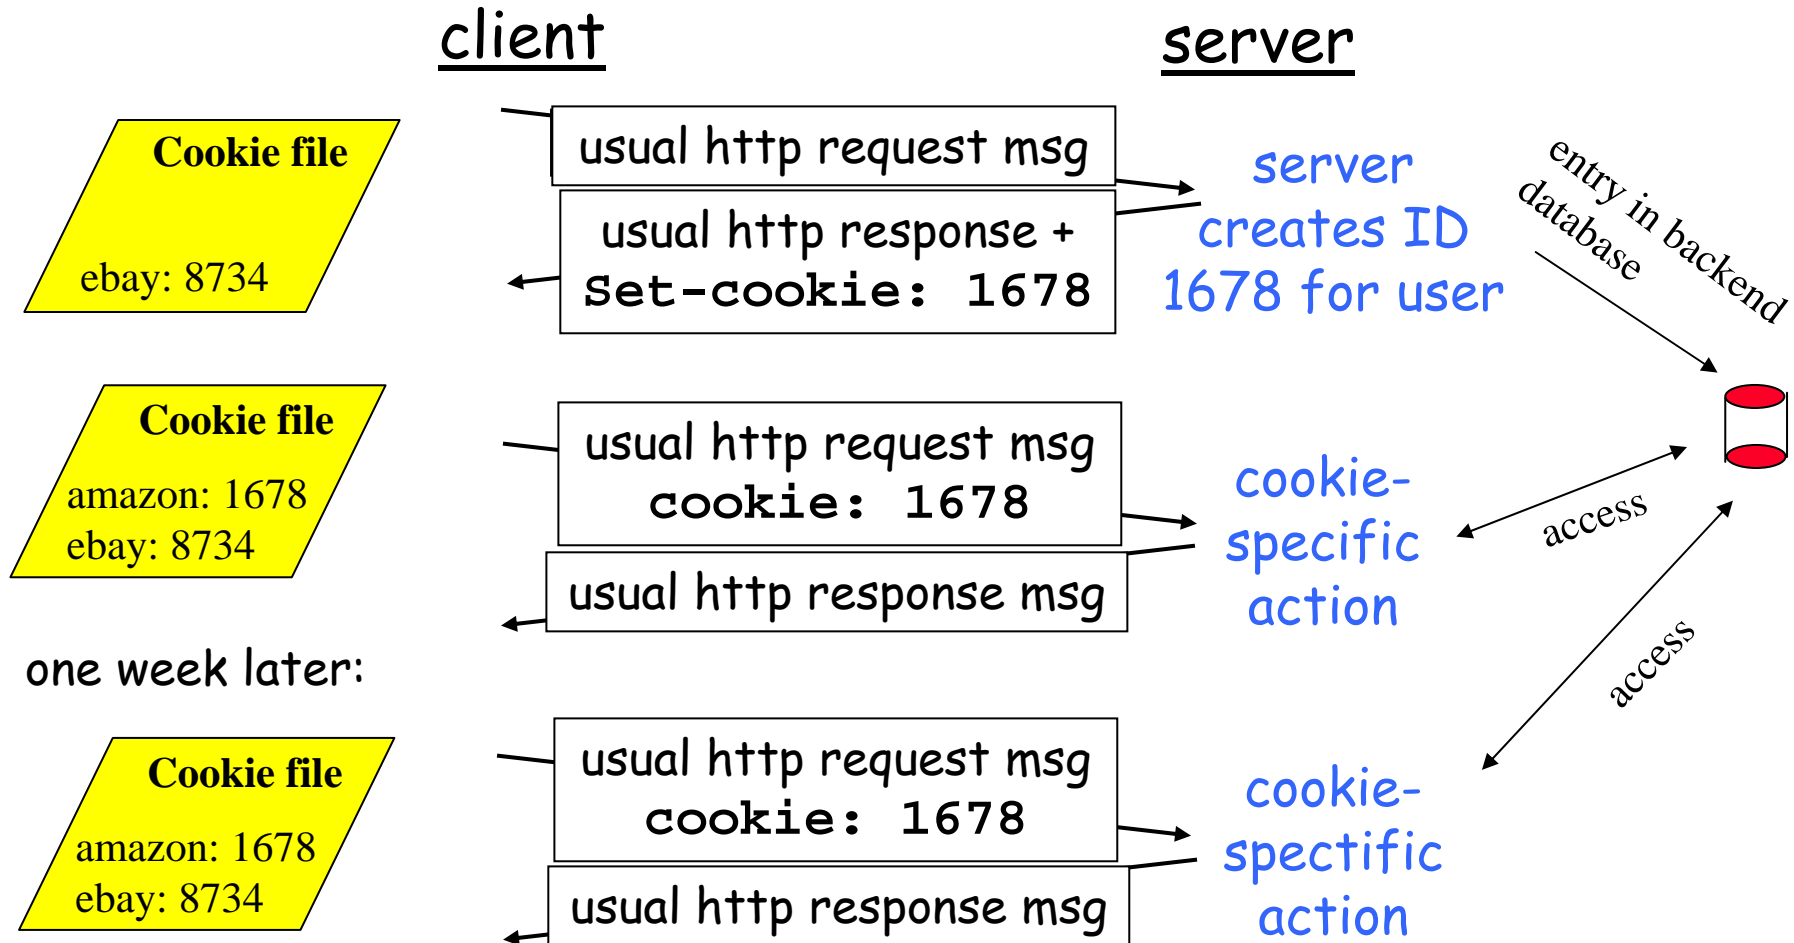 client
server
Cookie file
ebay: 8734
usual http request msg
usual http response +
Set-cookie: 1678
server
creates ID
1678 for user
entry in backend
database
Cookie file
amazon: 1678
ebay: 8734
usual http request msg
cookie: 1678
usual http response msg
cookie-
specific
action
access
one week later:
access
Cookie file
amazon: 1678
ebay: 8734
usual http request msg
cookie: 1678
usual http response msg
cookie-
spectific
action